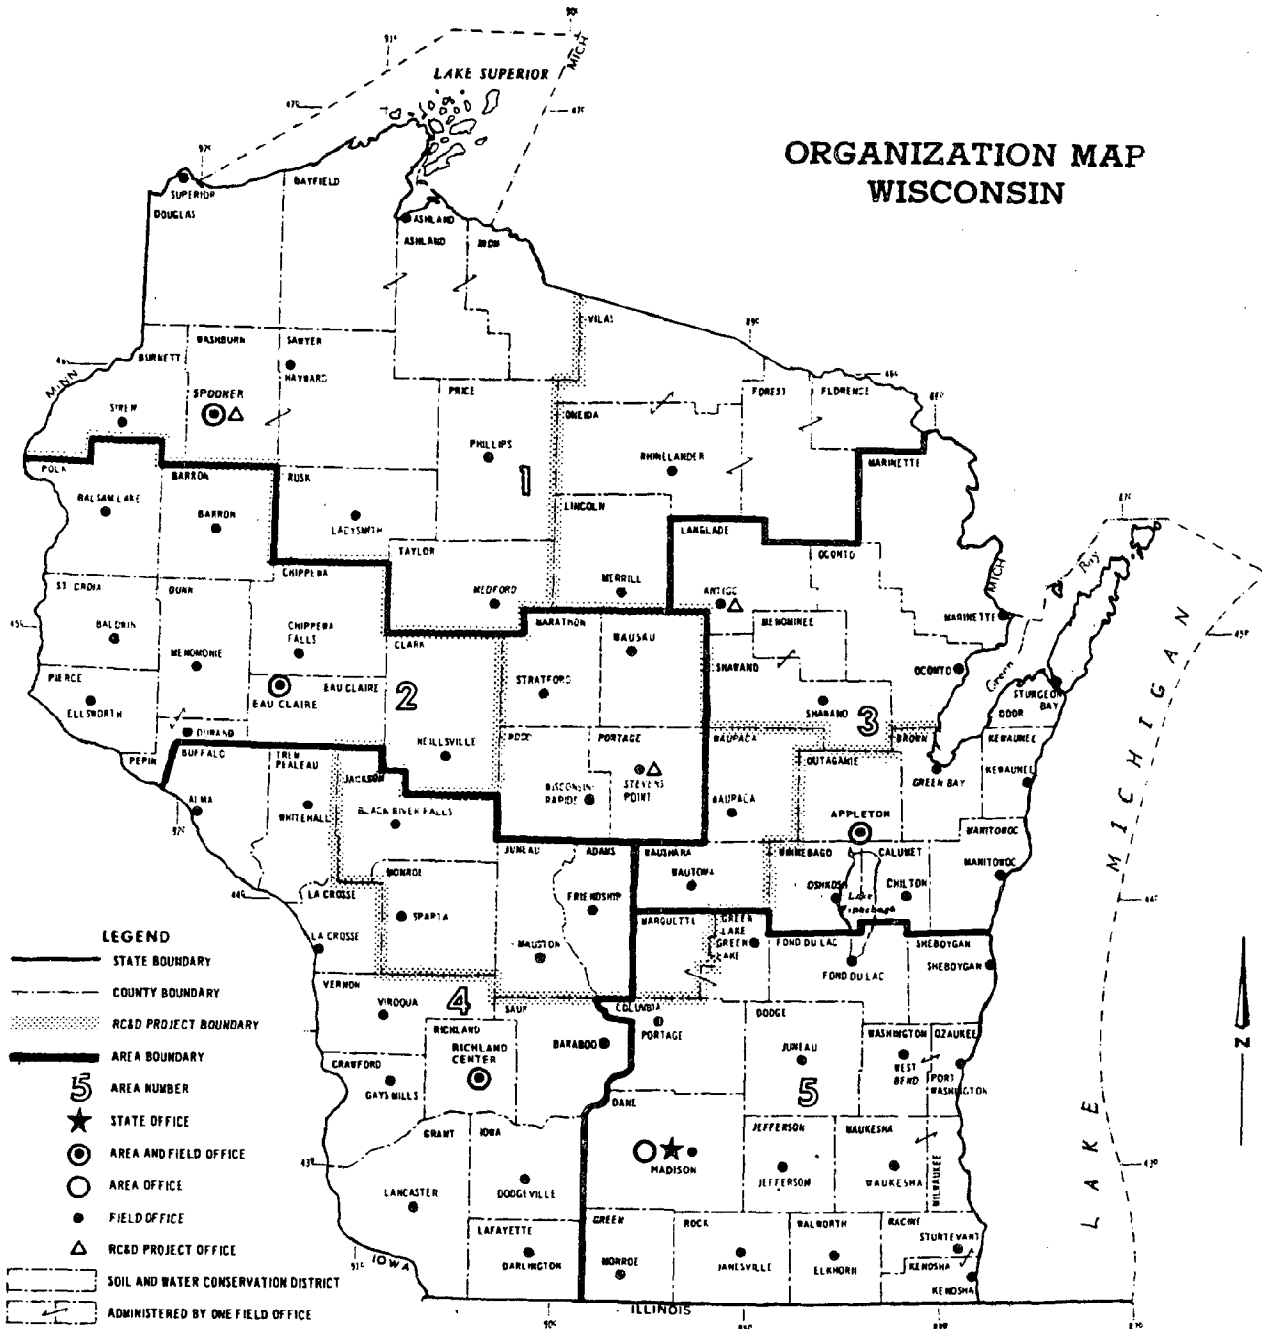 ORGANIZATION MAP
WISCONSIN
LAKE SUPERIOR
MICH
SUPERIOR
DOUGLAS
BAYFIELD
ASHLAND
ASHLAND
IRON
VILAS
MINN
BURNETT
WASHBURN
SAWYER
HAYWARD
SPOONER
SIREN
PRICE
PHILLIPS
1
ONEIDA
RHINELANDER
FOREST
FLORENCE
MARINETTE
POLK
BALSAM LAKE
BARRON
BARRON
RUSK
LADYSMITH
LINCOLN
MERRILL
LANGLADE
ANTIGO
OCONTO
TAYLOR
MEDFORD
CHIPPEWA
CHIPPEWA
FALLS
ST. CROIX
BALDWIN
DUNN
MENOMONIE
CLARK
MARATHON
WAUSAU
STRATFORD
MENOMINEE
SHAWANO
SHAWANO
MARINETTE
MICH
OCONTO
Green
Bay
STURGEON
BAY
DOOR
PIERCE
ELLSWORTH
EAU CLAIRE
EAU CLAIRE
2
3
DURAND
PEPIN
BUFFALO
ALMA
TREM
PEALEAU
WHITEHALL
JACKSON
BLACK RIVER FALLS
NEILLSVILLE
WOOD
WISCONSIN
RAPIDS
PORTAGE
STEVENS
POINT
WAUPACA
WAUPACA
OUTAGAMIE
APPLETON
BROWN
GREEN BAY
KEWAUNEE
KEWAUNEE
MANITOWOC
MANITOWOC
JUNEAU
ADAMS
WAUSHARA
WAUTOMA
WINNEBAGO
OSHKOSH
Lake
Winnebago
CALUMET
CHILTON
MONROE
SPARTA
LA CROSSE
LA CROSSE
FRIENDSHIP
MAUSTON
MARQUETTE
GREEN
LAKE
GREEN
LAKE
FOND DU LAC
FOND DU LAC
SHEBOYGAN
SHEBOYGAN
VERNON
VIROQUA
4
SAUK
BARABOO
COLUMBIA
PORTAGE
DODGE
JUNEAU
5
WASHINGTON
WEST
BEND
OZAUKEE
PORT
WASHINGTON
RICHLAND
RICHLAND
CENTER
CRAWFORD
GAYS MILLS
DANE
MADISON
JEFFERSON
JEFFERSON
WAUKESHA
WAUKESHA
MILWAUKEE
GRANT
LANCASTER
IOWA
DODGEVILLE
LAFAYETTE
DARLINGTON
GREEN
MONROE
ROCK
JANESVILLE
WALWORTH
ELKHORN
RACINE
STURTEVANT
KENOSHA
KENOSHA
IOWA
ILLINOIS
LAKE MICHIGAN
N
LEGEND
STATE BOUNDARY
COUNTY BOUNDARY
RC&D PROJECT BOUNDARY
AREA BOUNDARY
5 AREA NUMBER
STATE OFFICE
AREA AND FIELD OFFICE
AREA OFFICE
FIELD OFFICE
RC&D PROJECT OFFICE
SOIL AND WATER CONSERVATION DISTRICT
ADMINISTERED BY ONE FIELD OFFICE